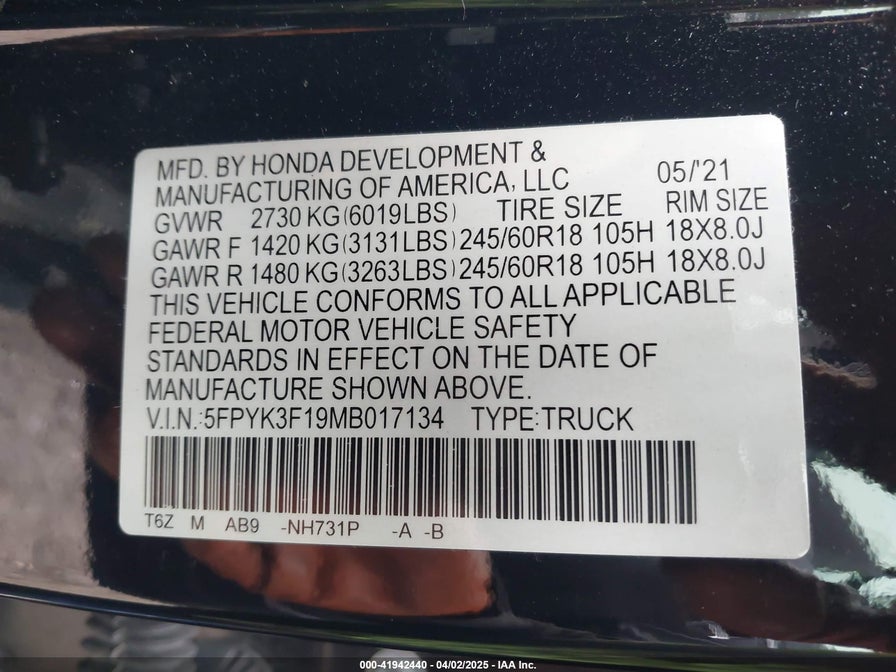 MFD. BY HONDA DEVELOPMENT &
MANUFACTURING OF AMERICA, LLC 05/'21
GVWR 2730 KG(6019LBS) TIRE SIZE RIM SIZE
GAWR F 1420 KG(3131LBS) 245/60R18 105H 18X8.0J
GAWR R 1480 KG(3263LBS) 245/60R18 105H 18X8.0J
THIS VEHICLE CONFORMS TO ALL APPLICABLE
FEDERAL MOTOR VEHICLE SAFETY
STANDARDS IN EFFECT ON THE DATE OF
MANUFACTURE SHOWN ABOVE.
V.I.N.:5FPYK3F19MB017134 TYPE:TRUCK
T6Z M AB9 -NH731P -A -B
000-41942440 - 04/02/2025 - IAA Inc.